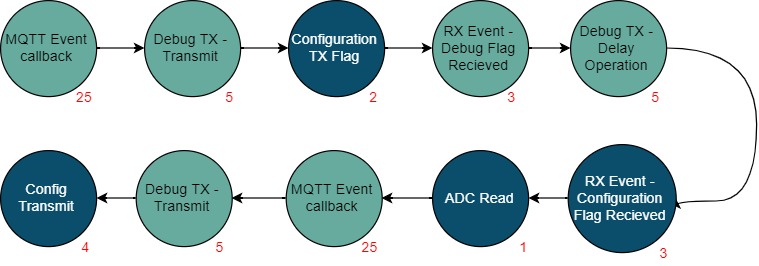 MQTT Event
callback
25
Debug TX -
Transmit
5
Configuration
TX Flag
2
RX Event -
Debug Flag
Recieved
3
Debug TX -
Delay
Operation
5
RX Event -
Configuration
Flag Recieved
3
ADC Read
1
MQTT Event
callback
25
Debug TX -
Transmit
5
Config
Transmit
4